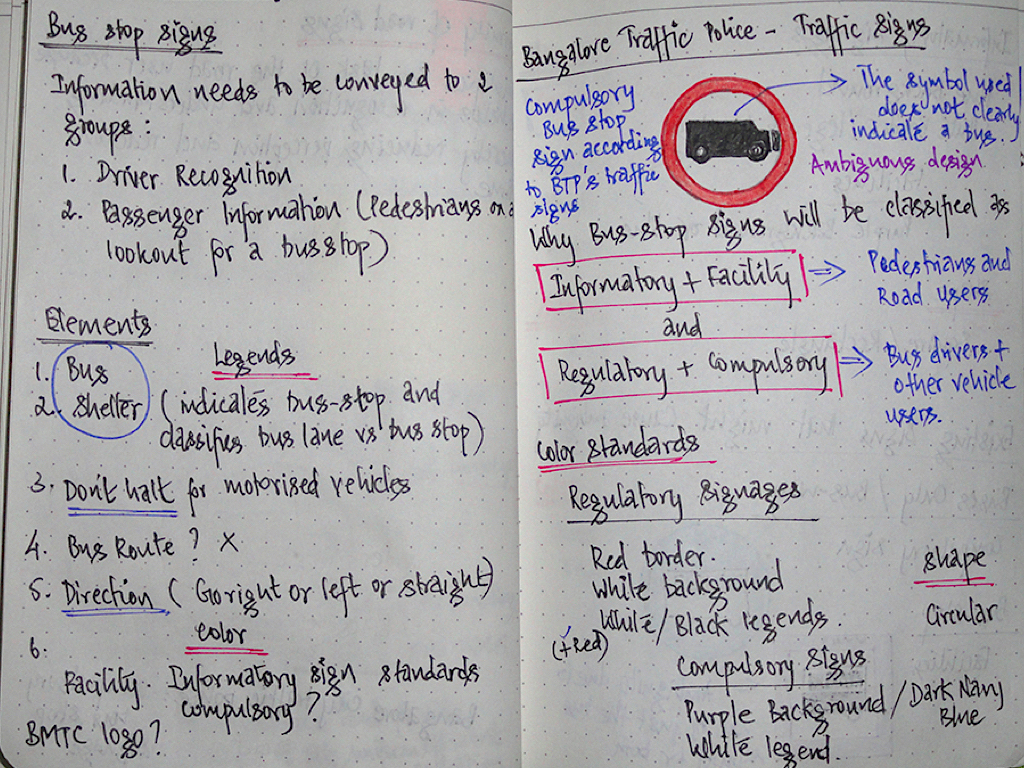 Bus stop signs
Information needs to be conveyed to 2
groups :
1. Driver Recognition
2. Passenger Information (Pedestrians on a
lookout for a bus stop)
Elements
Legends
1. Bus
2. Shelter (indicates bus-stop and
classifies bus lane vs bus stop)
3. Don't halt for motorised vehicles
4. Bus Route ? X
5. Direction (Go right or left or straight)
Color
6.
Facility Informatory sign standards
compulsory ?
BMTC logo ?
Bangalore Traffic Police - Traffic Signs
Compulsory
Bus stop
sign according
to BTP's traffic
signs
The symbol used
does not clearly
indicate a bus.
Ambiguous design
Why Bus-stop signs will be classified as
Informatory + Facility ⇒ Pedestrians and
Road users
and
Regulatory + Compulsory ⇒ Bus drivers +
other vehicle
users.
Color standards
Regulatory Signages
Red border.
White background
White/Black legends.
(+Red)
Shape
Circular
Compulsory Signs
Purple Background / Dark Navy
Blue
White legend.